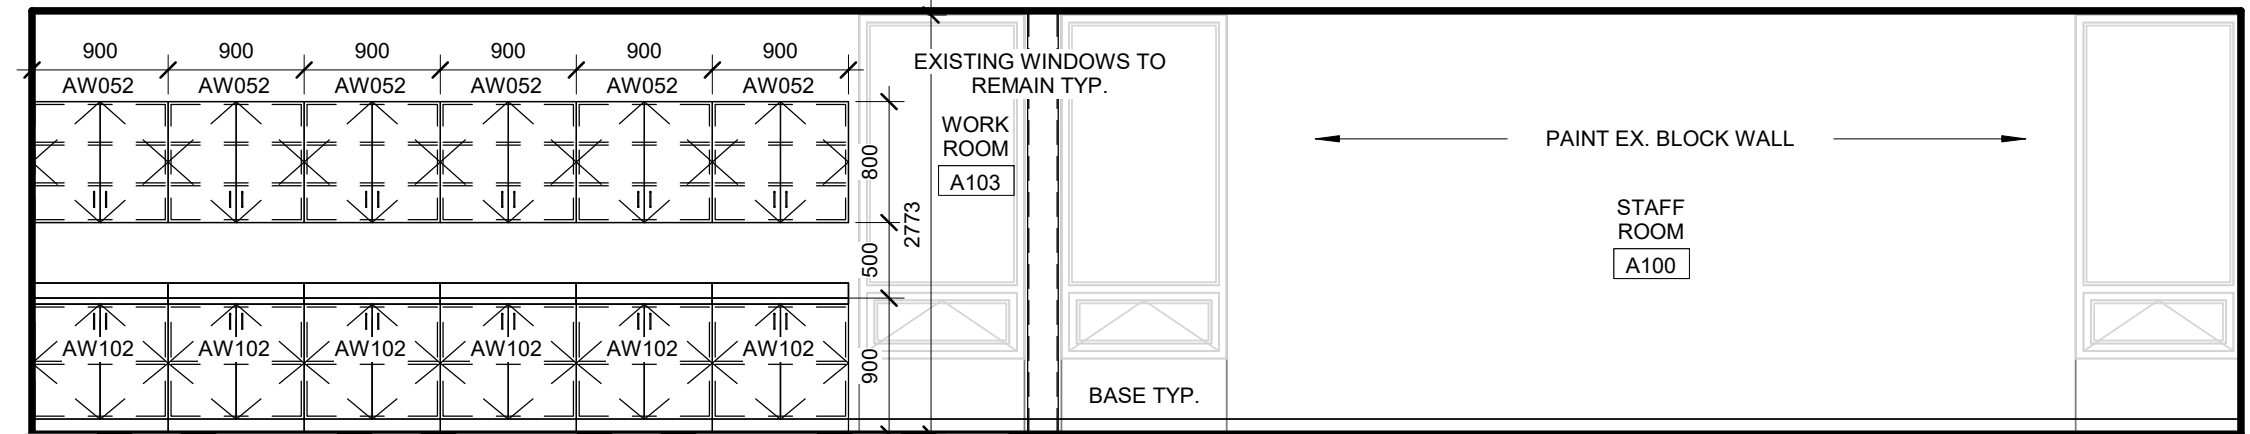 900 900 900 900 900 900
AW052 AW052 AW052 AW052 AW052 AW052
EXISTING WINDOWS TO
REMAIN TYP.
WORK
ROOM
A103
800
2773
500
900
PAINT EX. BLOCK WALL
STAFF
ROOM
A100
AW102 AW102 AW102 AW102 AW102 AW102
BASE TYP.